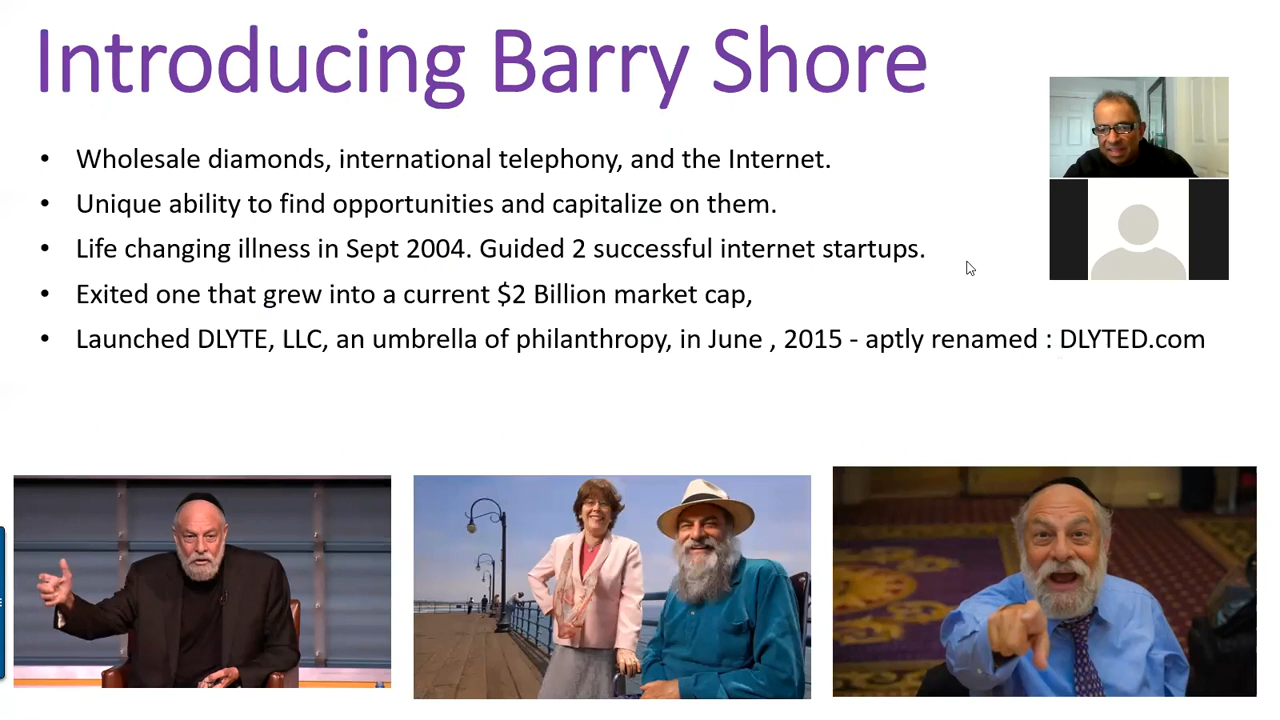 Introducing Barry Shore
• Wholesale diamonds, international telephony, and the Internet.
• Unique ability to find opportunities and capitalize on them.
• Life changing illness in Sept 2004. Guided 2 successful internet startups.
• Exited one that grew into a current $2 Billion market cap,
• Launched DLYTE, LLC, an umbrella of philanthropy, in June , 2015 - aptly renamed : DLYTED.com